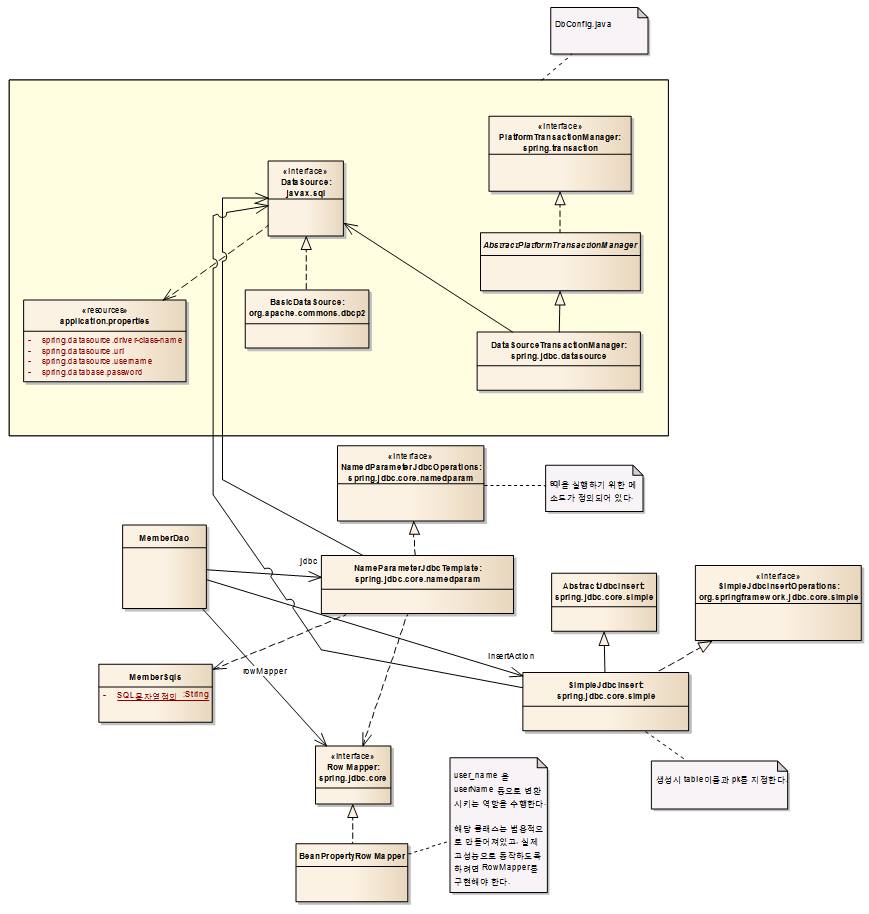 DbConfig.java
«interface»
PlatformTransactionManager:
spring.transaction
«interface»
DataSource:
javax.sql
AbstractPlatformTransactionManager
«resources»
application.properties
- spring.datasource.driver-class-name
- spring.datasource.url
- spring.datasource.username
- spring.database.password
BasicDataSource:
org.apache.commons.dbcp2
DataSourceTransactionManager:
spring.jdbc.datasource
«interface»
NamedParameterJdbcOperations:
spring.jdbc.core.namedparam
sql을 실행하기 위한 메
소드가 정의되어 있다.
MemberDao
jdbc
NameParameterJdbcTemplate:
spring.jdbc.core.namedparam
AbstractJdbcInsert:
spring.jdbc.core.simple
«interface»
SimpleJdbcInsertOperations:
org.springframework.jdbc.core.simple
insertAction
MemberSqls
- SQL문자열정의 :String
rowMapper
SimpleJdbcInsert:
spring.jdbc.core.simple
«interface»
Row Mapper:
spring.jdbc.core
user_name 을
userName 등으로 변환
시키는 역할을 수행한다.
해당 클래스는 범용적으
로 만들어져있고. 실제
고성능으로 동작하도록
하려면 RowMapper를
구현해야 한다.
생성시 table이름과 pk를 지정한다.
BeanPropertyRow Mapper